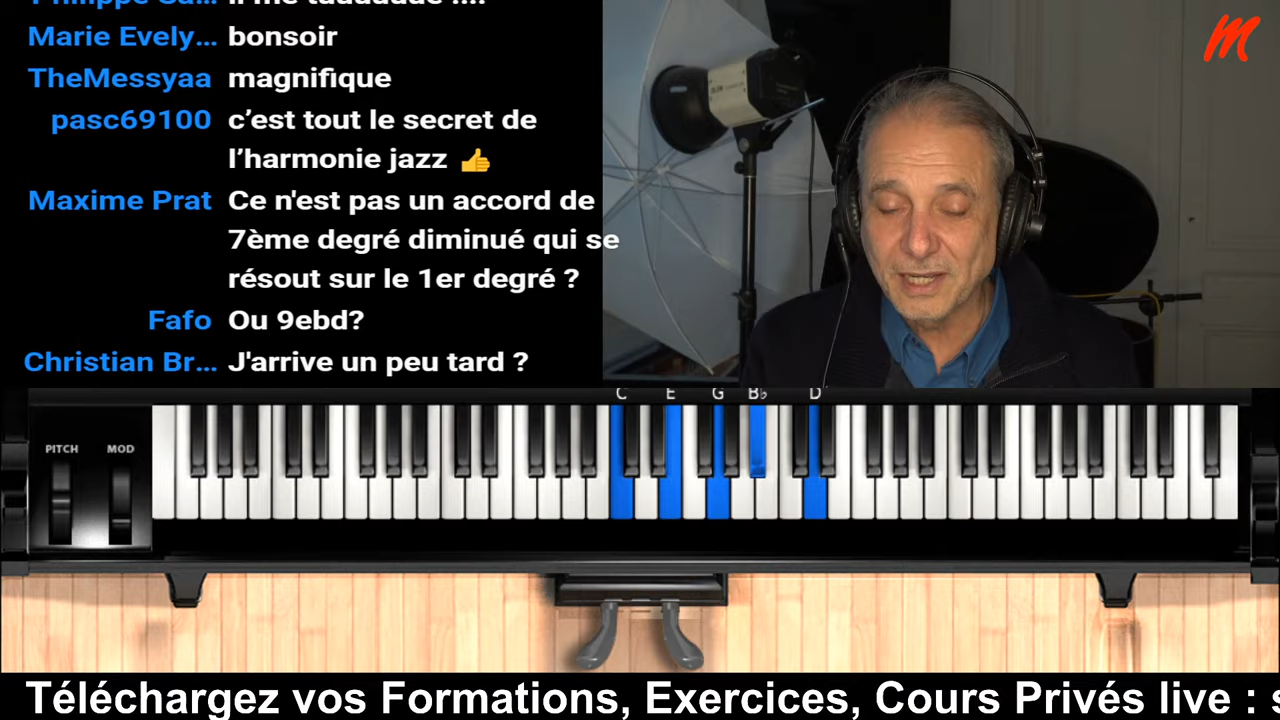 Marie Evely... bonsoir
TheMessyaa magnifique
pasc69100 c'est tout le secret de
l'harmonie jazz 👍
Maxime Prat Ce n'est pas un accord de
7ème degré diminué qui se
résout sur le 1er degré ?
Fafo Ou 9ebd?
Christian Br... J'arrive un peu tard ?
C E G B♭ D
PITCH MOD
Téléchargez vos Formations, Exercices, Cours Privés live :